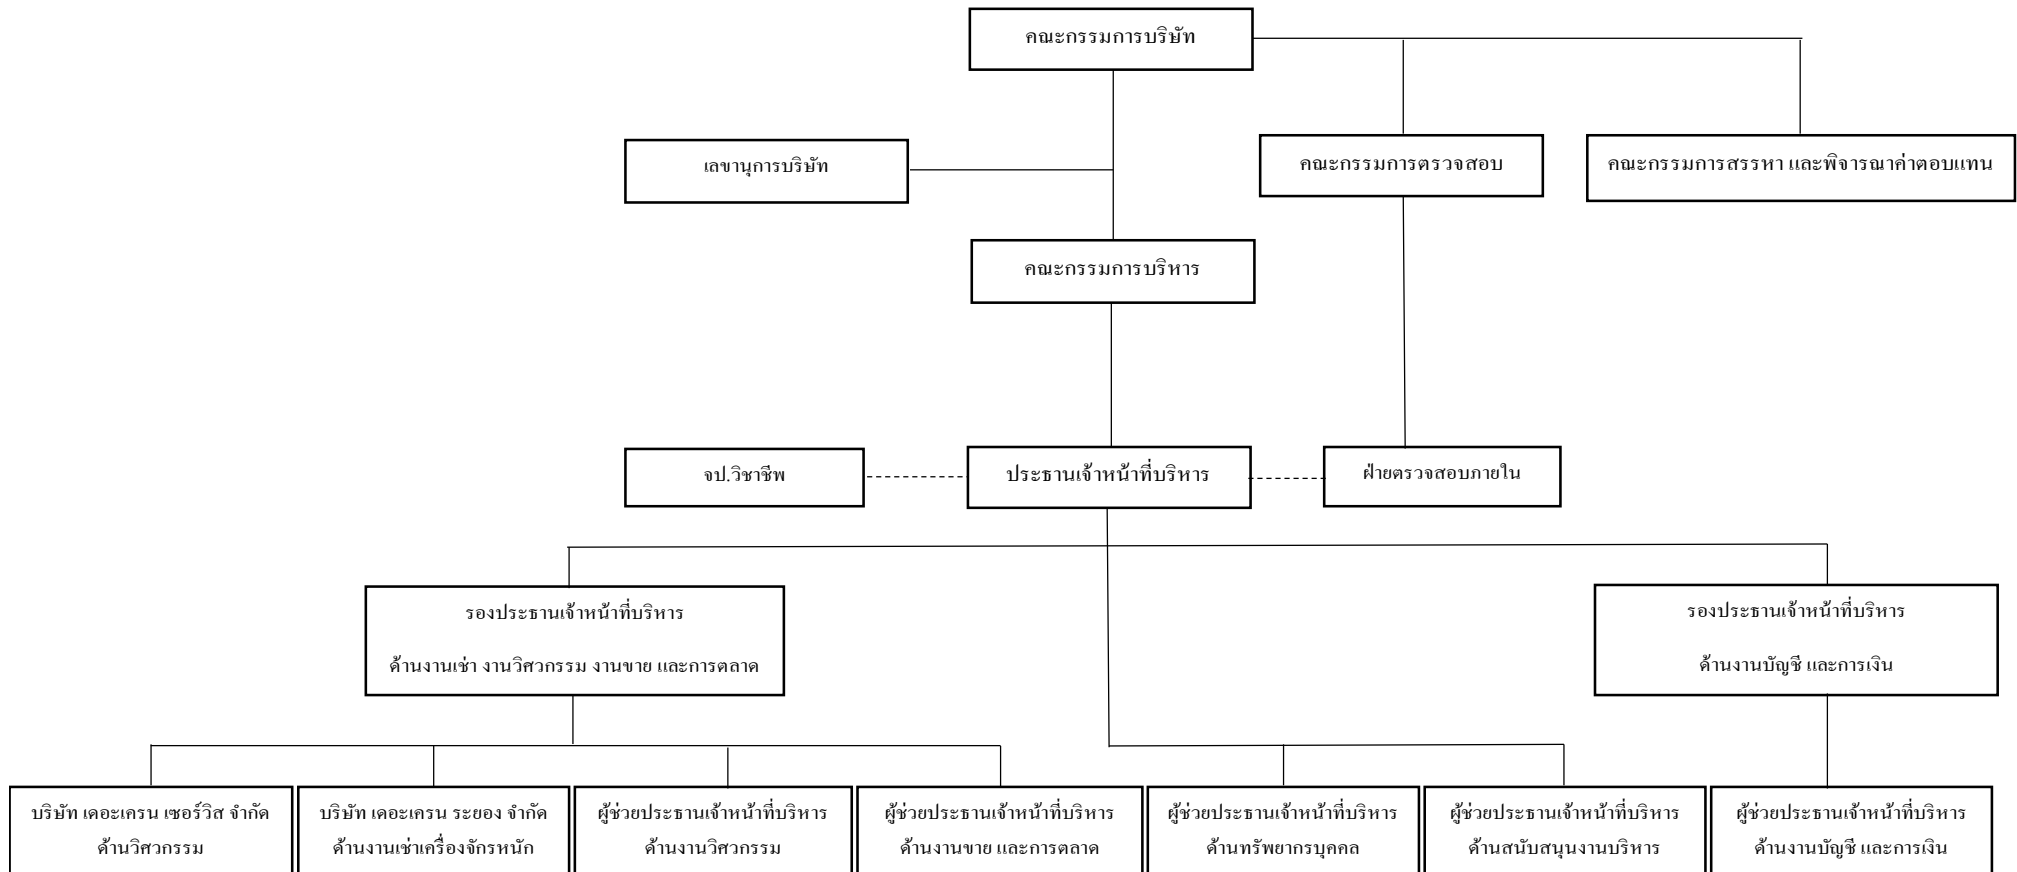 คณะกรรมการบริษัท
เลขานุการบริษัท
คณะกรรมการตรวจสอบ
คณะกรรมการสรรหา และพิจารณาค่าตอบแทน
คณะกรรมการบริหาร
จป.วิชาชีพ
ประธานเจ้าหน้าที่บริหาร
ฝ่ายตรวจสอบภายใน
รองประธานเจ้าหน้าที่บริหาร
ด้านงานเช่า งานวิศวกรรม งานขาย และการตลาด
รองประธานเจ้าหน้าที่บริหาร
ด้านงานบัญชี และการเงิน
บริษัท เดอะเครน เซอร์วิส จำกัด
ด้านวิศวกรรม
บริษัท เดอะเครน ระยอง จำกัด
ด้านงานเช่าเครื่องจักรหนัก
ผู้ช่วยประธานเจ้าหน้าที่บริหาร
ด้านงานวิศวกรรม
ผู้ช่วยประธานเจ้าหน้าที่บริหาร
ด้านงานขาย และการตลาด
ผู้ช่วยประธานเจ้าหน้าที่บริหาร
ด้านทรัพยากรบุคคล
ผู้ช่วยประธานเจ้าหน้าที่บริหาร
ด้านสนับสนุนงานบริหาร
ผู้ช่วยประธานเจ้าหน้าที่บริหาร
ด้านงานบัญชี และการเงิน